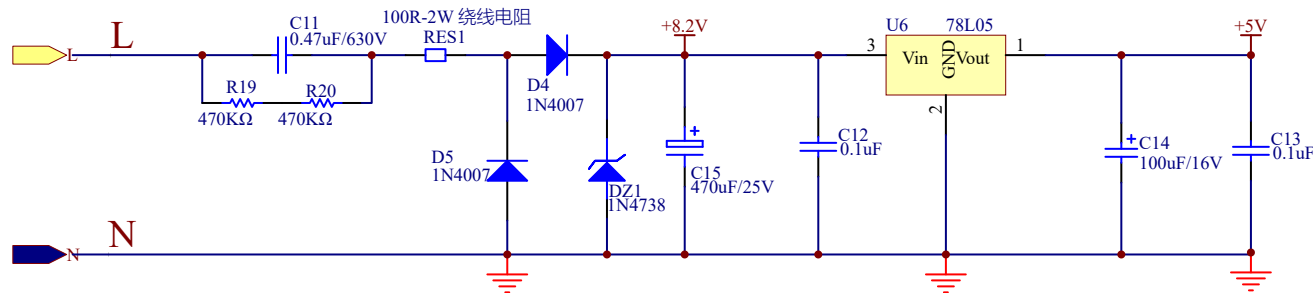 L
L
C11
0.47uF/630V
R19
470KΩ
R20
470KΩ
100R-2W 绕线电阻
RES1
D4
1N4007
D5
1N4007
DZ1
1N4738
+8.2V
C15
470uF/25V
C12
0.1uF
U6
78L05
3
Vin
GND
Vout
1
2
C14
100uF/16V
+5V
C13
0.1uF
N
N